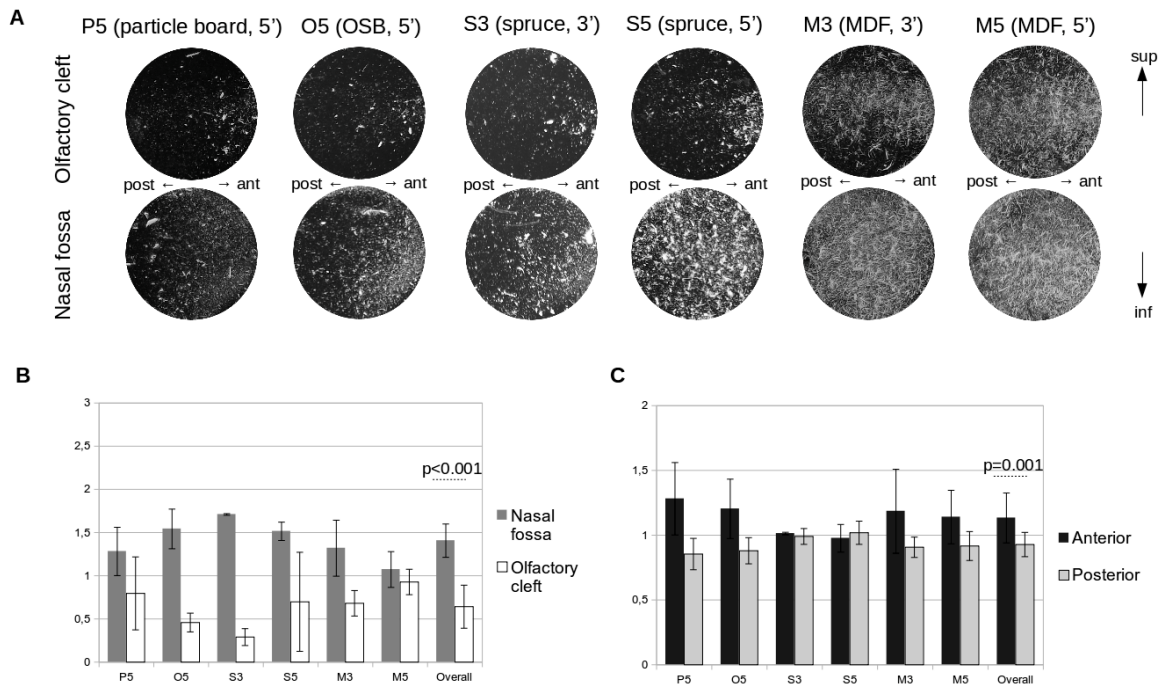 A
P5 (particle board, 5’)
O5 (OSB, 5’)
S3 (spruce, 3’)
S5 (spruce, 5’)
M3 (MDF, 3’)
M5 (MDF, 5’)
Olfactory cleft
sup
post ← → ant
post ← → ant
post ← → ant
post ← → ant
post ← → ant
post ← → ant
Nasal fossa
inf
B
3
2,5
2
1,5
1
0,5
0
p<0.001
Nasal
fossa
Olfactory
cleft
P5 O5 S3 S5 M3 M5 Overall
C
2
1,5
1
0,5
0
p=0.001
Anterior
Posterior
P5 O5 S3 S5 M3 M5 Overall